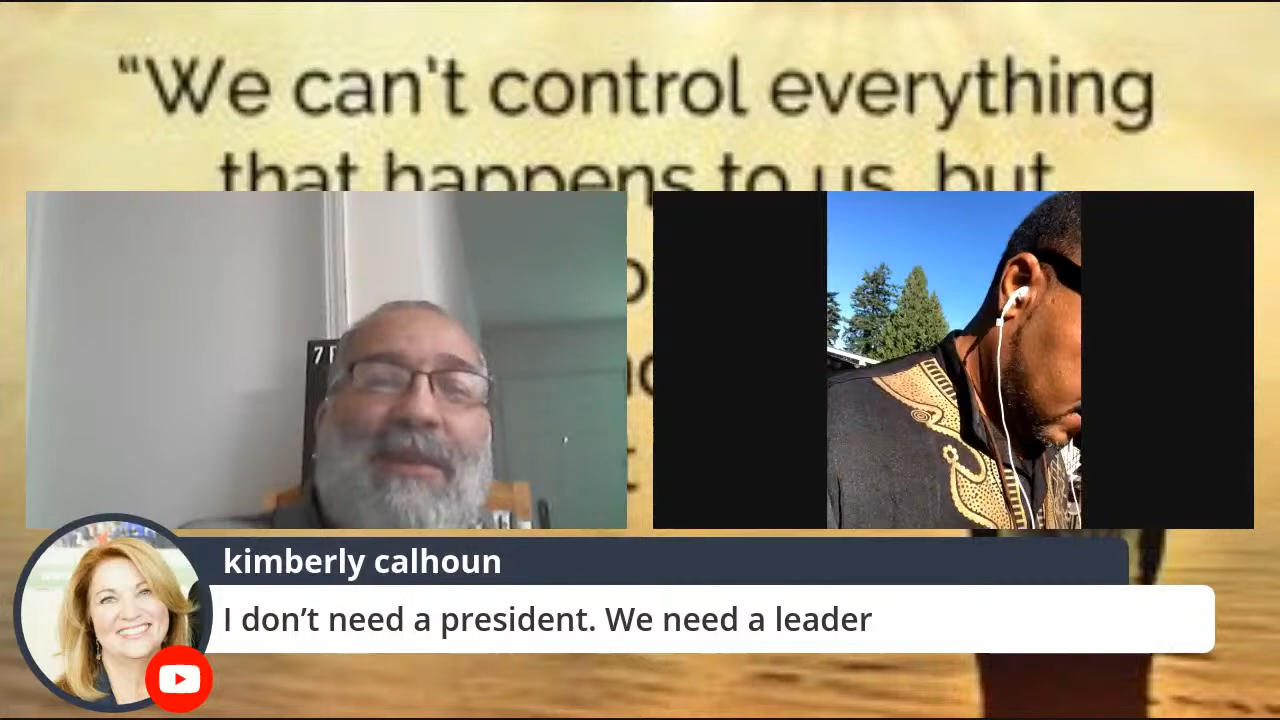 “We can't control everything
that happens to us, but
kimberly calhoun
I don’t need a president. We need a leader